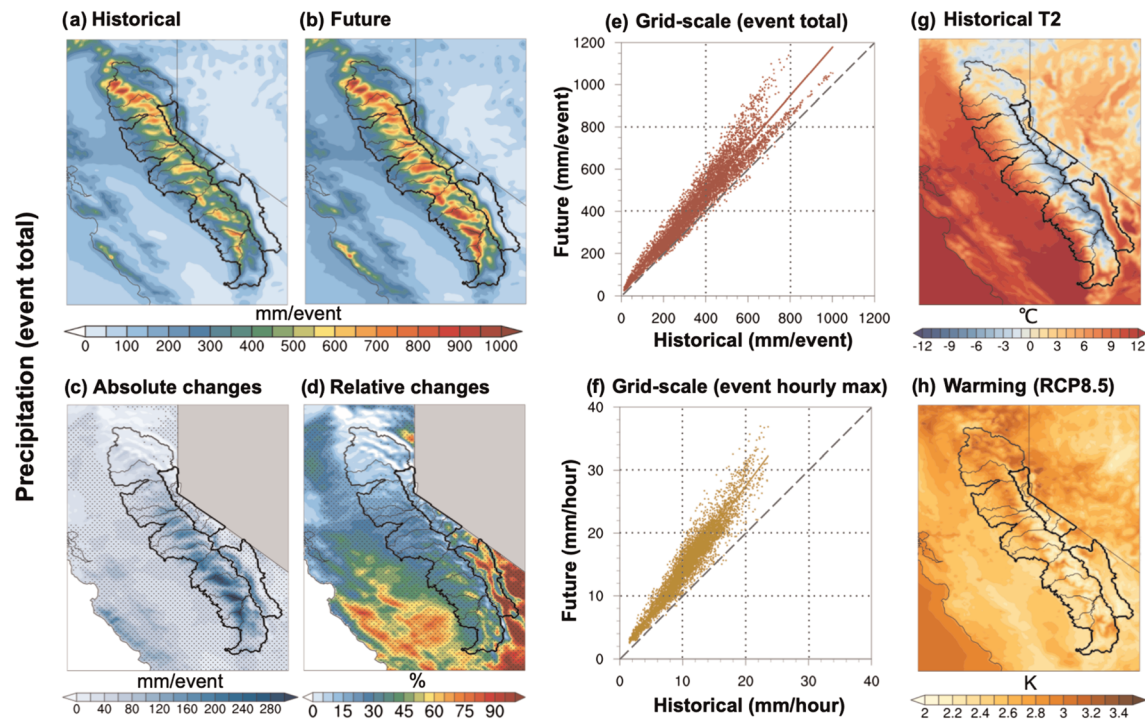 (a) Historical
(b) Future
(e) Grid-scale (event total)
(g) Historical T2
Precipitation (event total)
mm/event
0 100 200 300 400 500 600 700 800 900 1000
Future (mm/event)
1200
1000
800
600
400
200
0
0 200 400 600 800 1000 1200
Historical (mm/event)
℃
-12 -9 -6 -3 0 3 6 9 12
(c) Absolute changes
(d) Relative changes
(f) Grid-scale (event hourly max)
(h) Warming (RCP8.5)
mm/event
0 40 80 120 160 200 240 280
%
0 15 30 45 60 75 90
Future (mm/hour)
40
30
20
10
0
0 10 20 30 40
Historical (mm/hour)
K
2 2.2 2.4 2.6 2.8 3 3.2 3.4